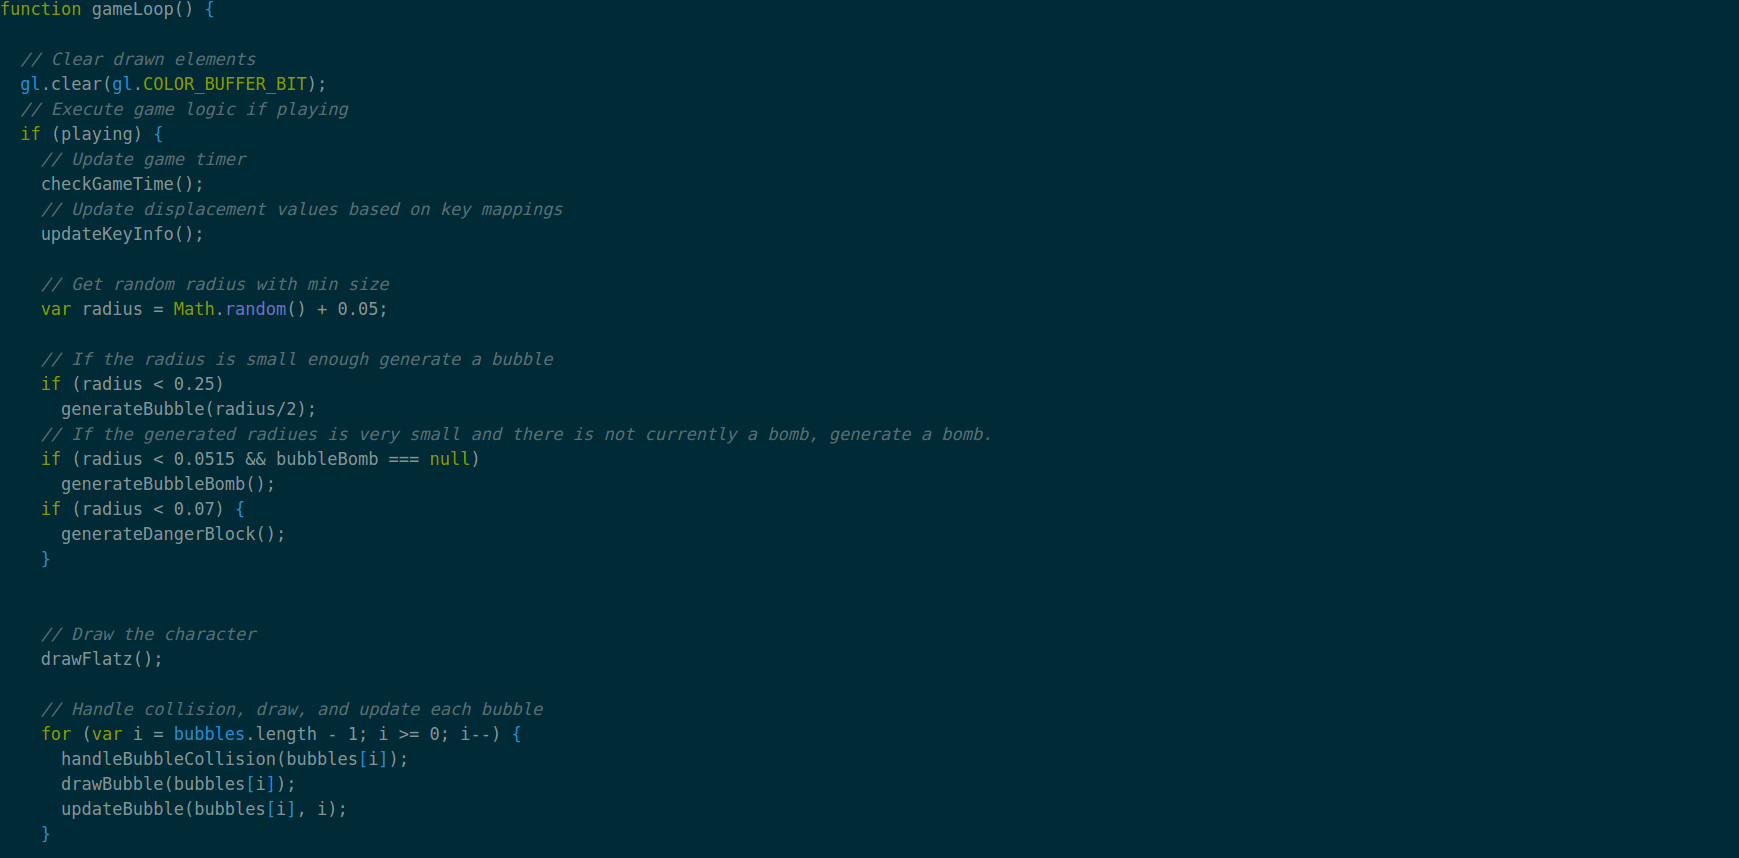 function gameLoop() {
// Clear drawn elements
gl.clear(gl.COLOR_BUFFER_BIT);
// Execute game logic if playing
if (playing) {
// Update game timer
checkGameTime();
// Update displacement values based on key mappings
updateKeyInfo();
// Get random radius with min size
var radius = Math.random() + 0.05;
// If the radius is small enough generate a bubble
if (radius < 0.25)
generateBubble(radius/2);
// If the generated radiues is very small and there is not currently a bomb, generate a bomb.
if (radius < 0.0515 && bubbleBomb === null)
generateBubbleBomb();
if (radius < 0.07) {
generateDangerBlock();
}
// Draw the character
drawFlatz();
// Handle collision, draw, and update each bubble
for (var i = bubbles.length - 1; i >= 0; i--) {
handleBubbleCollision(bubbles[i]);
drawBubble(bubbles[i]);
updateBubble(bubbles[i], i);
}